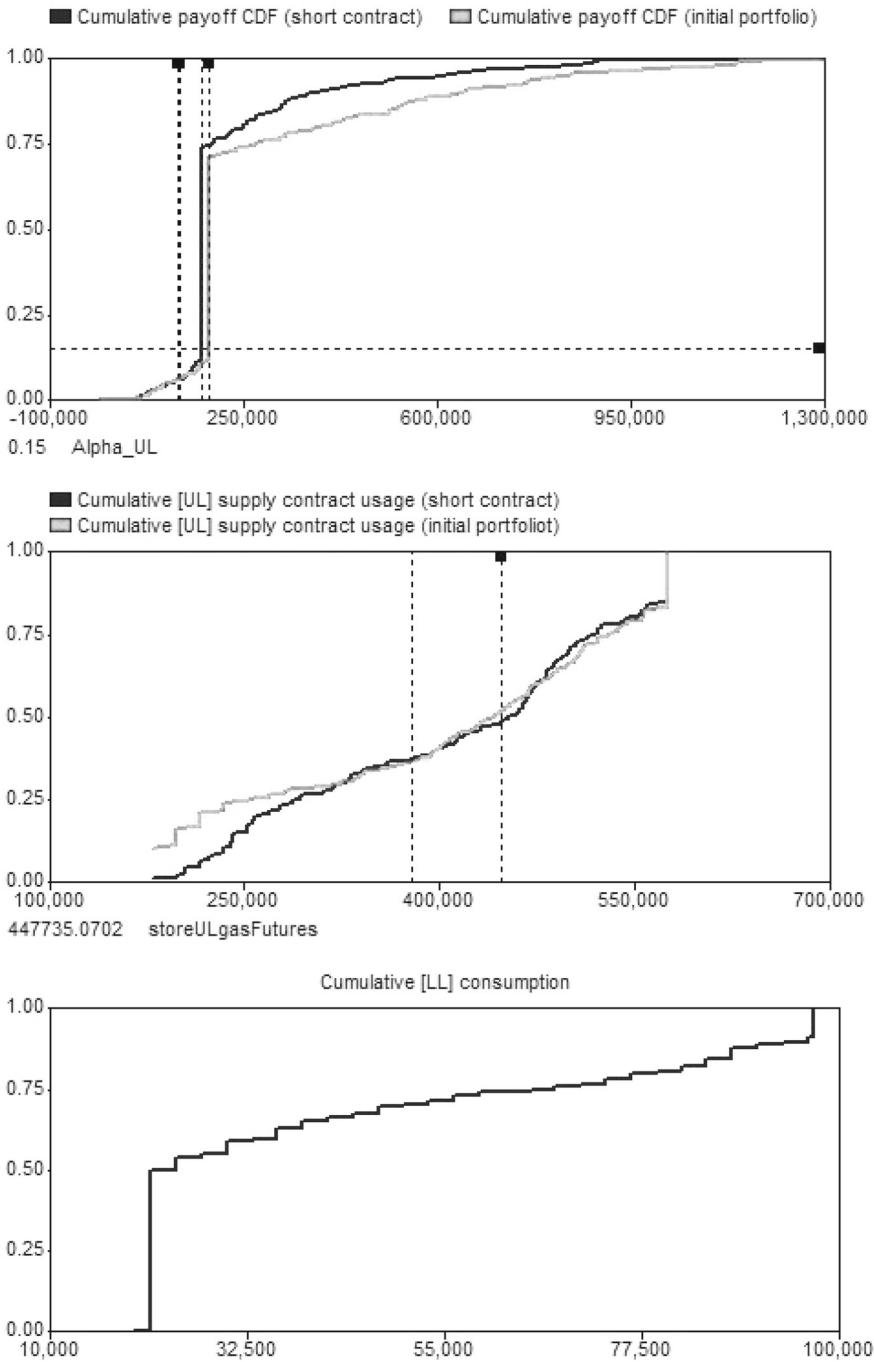 Cumulative payoff CDF (short contract) Cumulative payoff CDF (initial portfolio)
1.00
0.75
0.50
0.25
0.00
-100,000 250,000 600,000 950,000 1,300,000
0.15 Alpha_UL
Cumulative [UL] supply contract usage (short contract)
Cumulative [UL] supply contract usage (initial portfoliot)
1.00
0.75
0.50
0.25
0.00
100,000 250,000 400,000 550,000 700,000
447735.0702 storeULgasFutures
Cumulative [LL] consumption
1.00
0.75
0.50
0.25
0.00
10,000 32,500 55,000 77,500 100,000